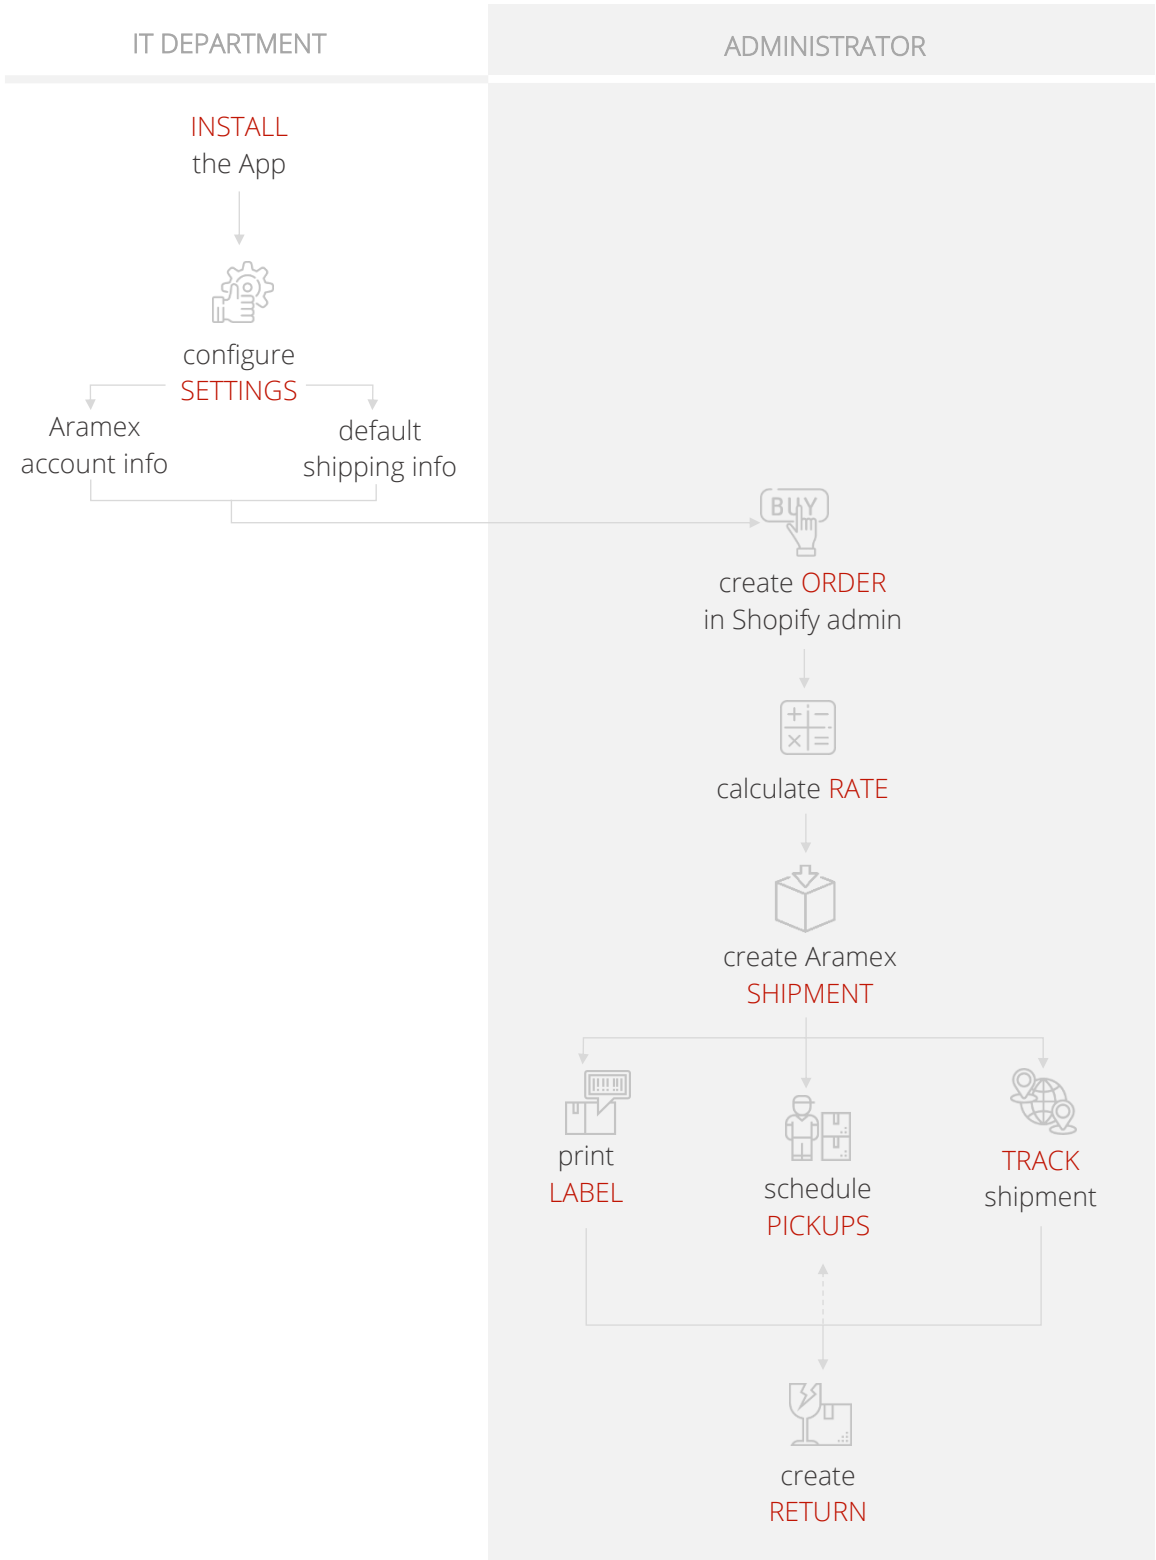 IT DEPARTMENT
ADMINISTRATOR
INSTALL
the App
configure
SETTINGS
Aramex
account info
default
shipping info
BUY
create ORDER
in Shopify admin
calculate RATE
create Aramex
SHIPMENT
print
LABEL
schedule
PICKUPS
TRACK
shipment
create
RETURN